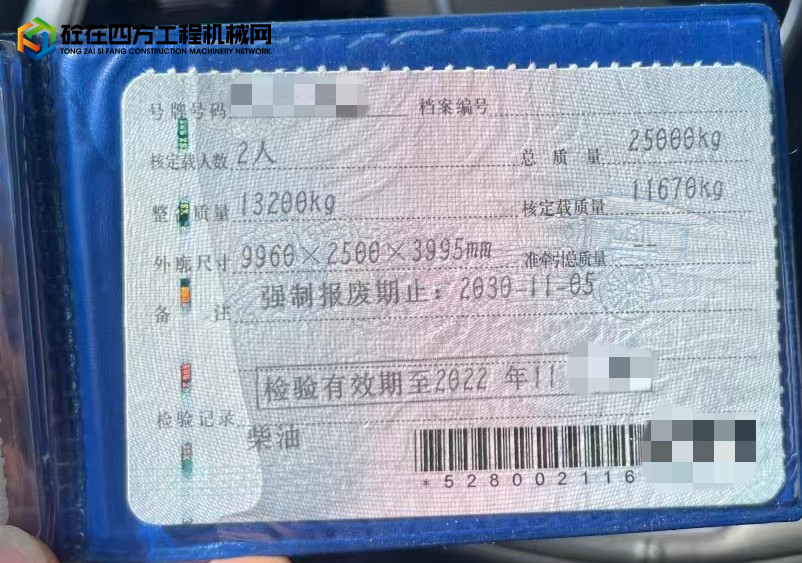 砼在四方工程机械网
TONG ZAI SI FANG CONSTRUCTION MACHINERY NETWORK
号牌号码 档案编号
核定载人数 2人 总质量 25000kg
整 质量 13200kg 核定载质量 11670kg
外廓尺寸 9960×2500×3995mm 准牵引总质量 --
备注 强制报废期止：2030-11-05
检验有效期至2022 年11
检验记录
柴油
*528002116